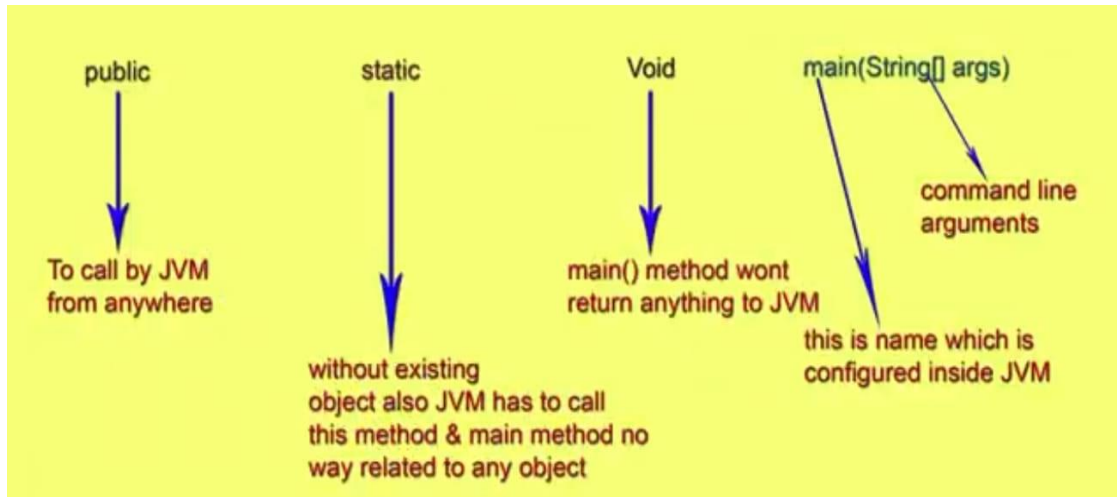 public static Void main(String[] args)
To call by JVM
from anywhere
without existing
object also JVM has to call
this method & main method no
way related to any object
main() method wont
return anything to JVM
command line
arguments
this is name which is
configured inside JVM